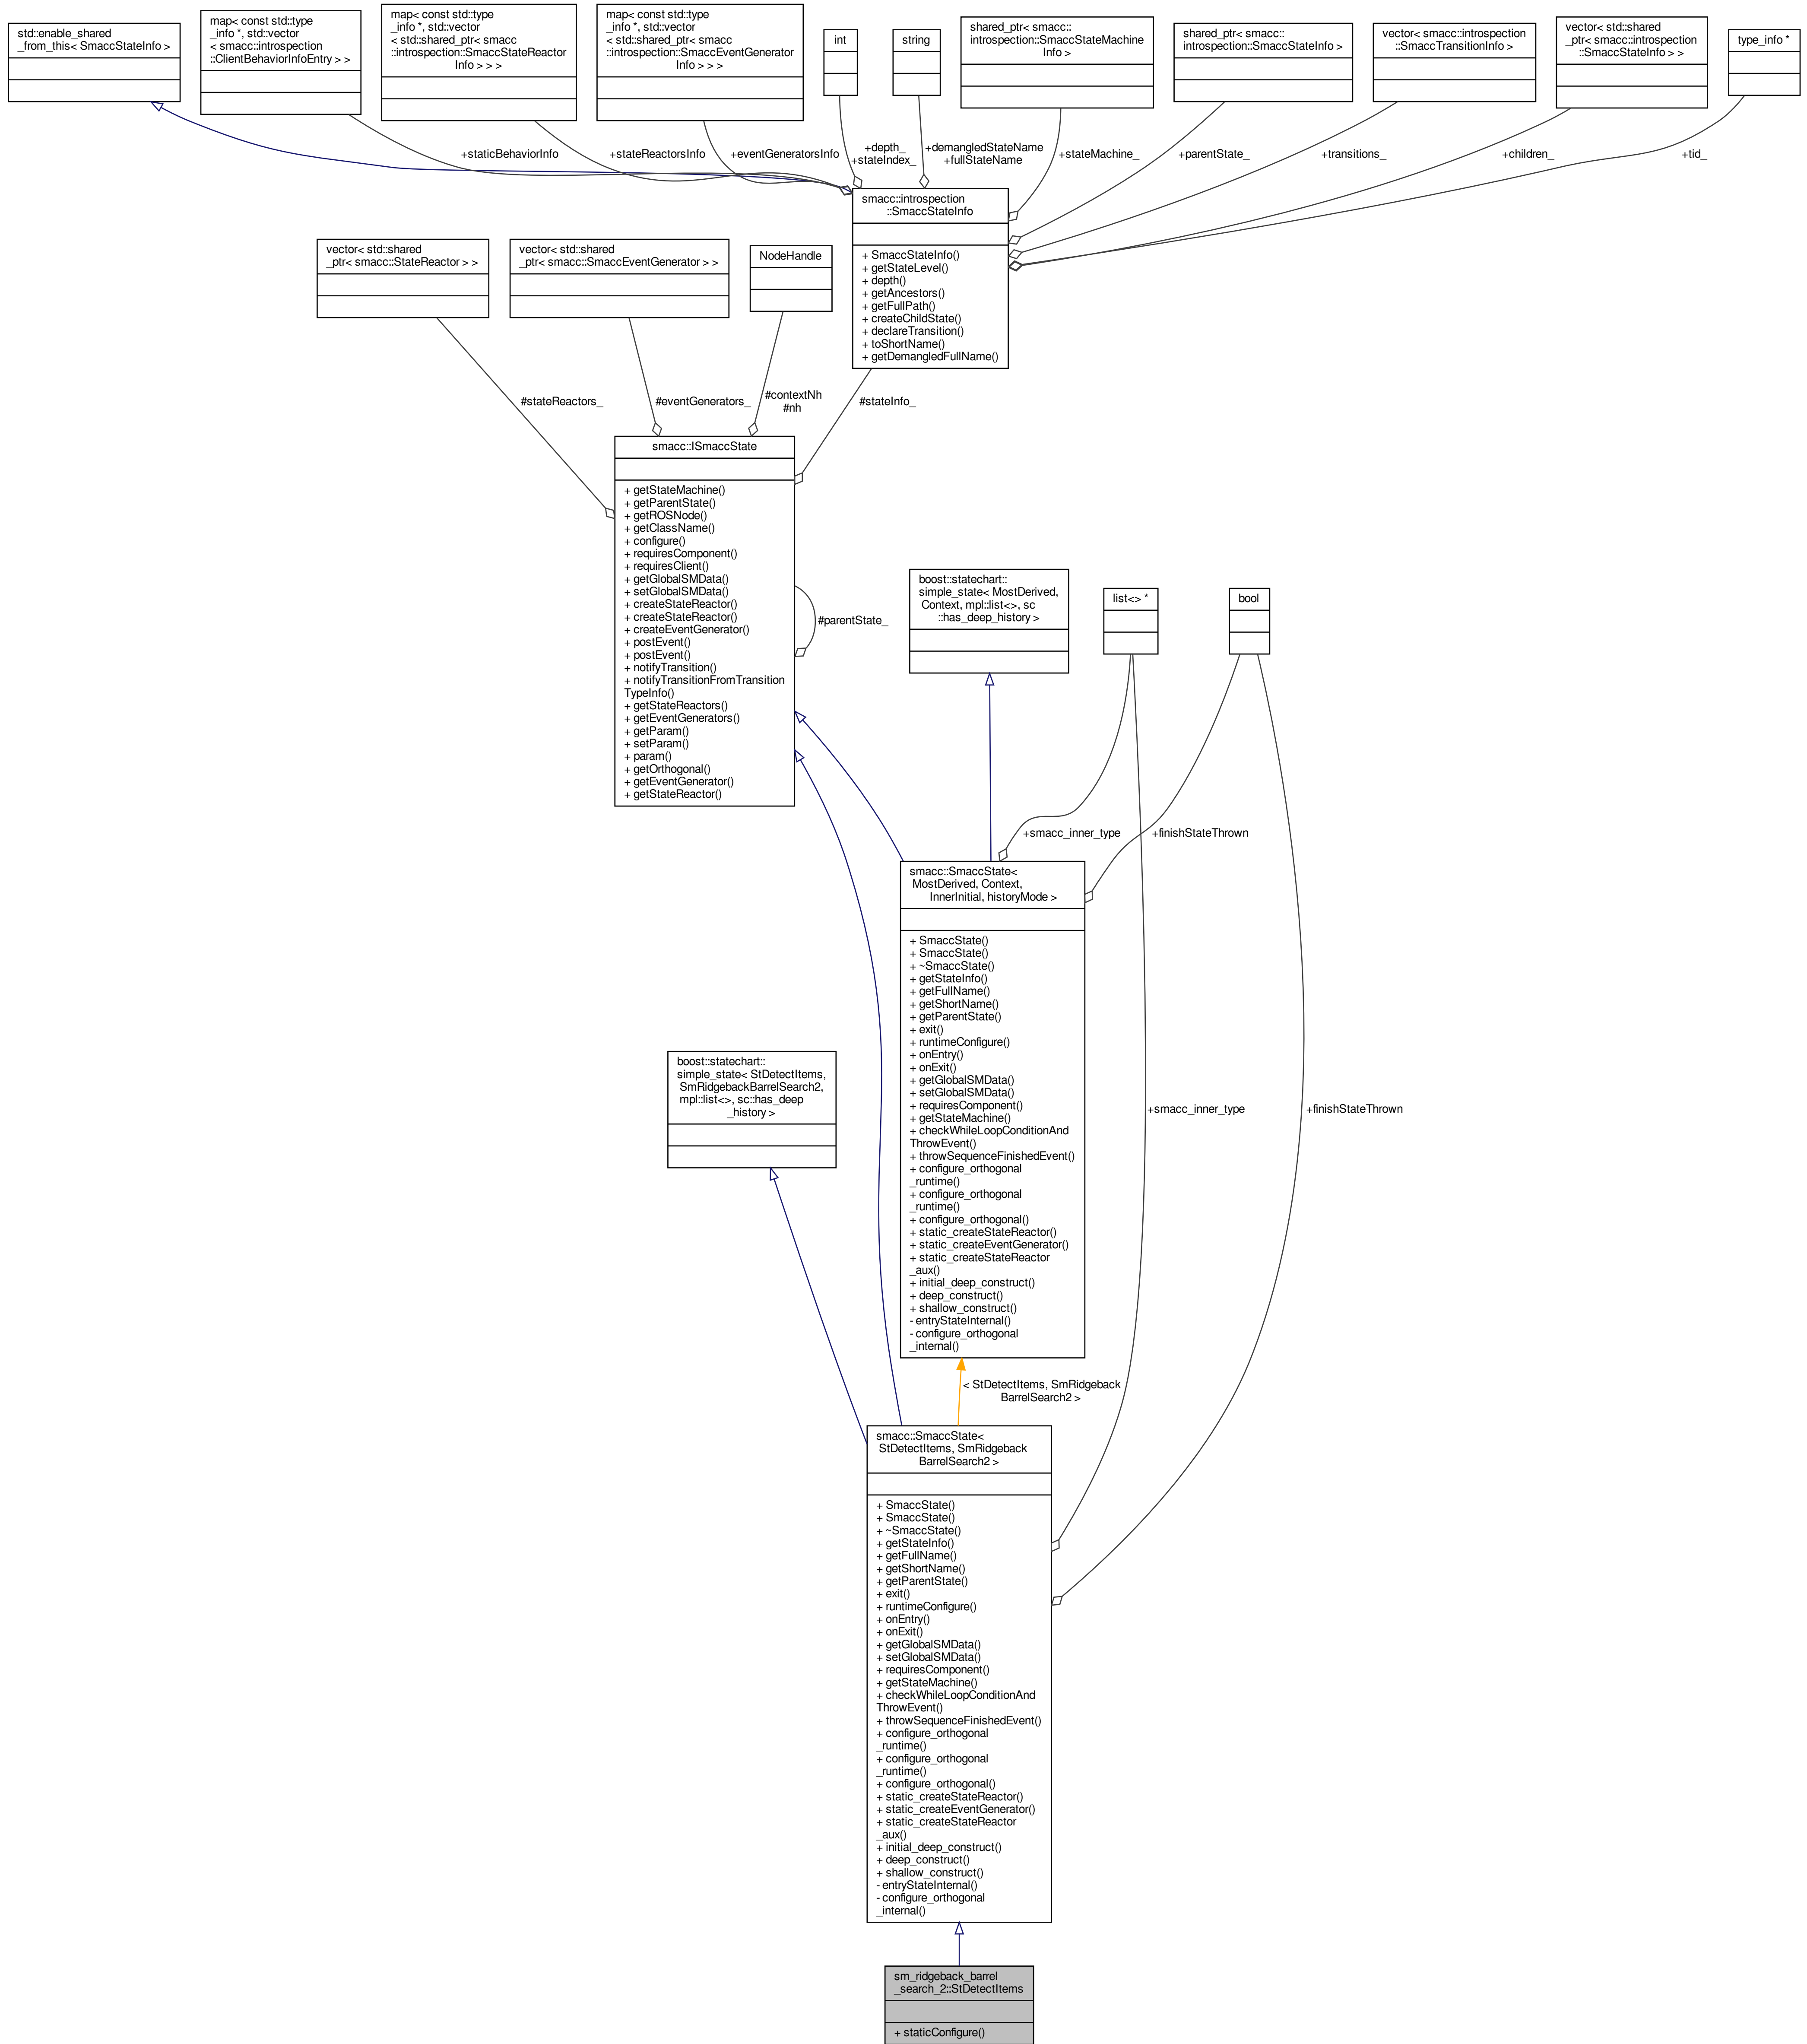 std::enable_shared
_from_this< SmaccStateInfo >
map< const std::type
_info *, std::vector
< smacc::introspection
::ClientBehaviorInfoEntry > >
map< const std::type
_info *, std::vector
< std::shared_ptr< smacc
::introspection::SmaccStateReactor
Info > > >
map< const std::type
_info *, std::vector
< std::shared_ptr< smacc
::introspection::SmaccEventGenerator
Info > > >
int
string
shared_ptr< smacc::
introspection::SmaccStateMachine
Info >
shared_ptr< smacc::
introspection::SmaccStateInfo >
vector< smacc::introspection
::SmaccTransitionInfo >
vector< std::shared
_ptr< smacc::introspection
::SmaccStateInfo > >
type_info *
+staticBehaviorInfo
+stateReactorsInfo
+eventGeneratorsInfo
+depth_
+stateIndex_
+demangledStateName
+fullStateName
+stateMachine_
+parentState_
+transitions_
+children_
+tid_
smacc::introspection
::SmaccStateInfo
+ SmaccStateInfo()
+ getStateLevel()
+ depth()
+ getAncestors()
+ getFullPath()
+ createChildState()
+ declareTransition()
+ toShortName()
+ getDemangledFullName()
vector< std::shared
_ptr< smacc::StateReactor > >
vector< std::shared
_ptr< smacc::SmaccEventGenerator > >
NodeHandle
#stateReactors_
#eventGenerators_
#contextNh
#nh
#stateInfo_
smacc::ISmaccState
+ getStateMachine()
+ getParentState()
+ getROSNode()
+ getClassName()
+ configure()
+ requiresComponent()
+ requiresClient()
+ getGlobalSMData()
+ setGlobalSMData()
+ createStateReactor()
+ createStateReactor()
+ createEventGenerator()
+ postEvent()
+ postEvent()
+ notifyTransition()
+ notifyTransitionFromTransition
TypeInfo()
+ getStateReactors()
+ getEventGenerators()
+ getParam()
+ setParam()
+ param()
+ getOrthogonal()
+ getEventGenerator()
+ getStateReactor()
#parentState_
boost::statechart::
simple_state< MostDerived,
Context, mpl::list<>, sc
::has_deep_history >
list<> *
bool
+smacc_inner_type
+finishStateThrown
smacc::SmaccState<
MostDerived, Context,
InnerInitial, historyMode >
+ SmaccState()
+ SmaccState()
+ ~SmaccState()
+ getStateInfo()
+ getFullName()
+ getShortName()
+ getParentState()
+ exit()
+ runtimeConfigure()
+ onEntry()
+ onExit()
+ getGlobalSMData()
+ setGlobalSMData()
+ requiresComponent()
+ getStateMachine()
+ checkWhileLoopConditionAnd
ThrowEvent()
+ throwSequenceFinishedEvent()
+ configure_orthogonal
_runtime()
+ configure_orthogonal
_runtime()
+ configure_orthogonal()
+ static_createStateReactor()
+ static_createEventGenerator()
+ static_createStateReactor
_aux()
+ initial_deep_construct()
+ deep_construct()
+ shallow_construct()
- entryStateInternal()
- configure_orthogonal
_internal()
boost::statechart::
simple_state< StDetectItems,
SmRidgebackBarrelSearch2,
mpl::list<>, sc::has_deep
_history >
+smacc_inner_type
+finishStateThrown
< StDetectItems, SmRidgeback
BarrelSearch2 >
smacc::SmaccState<
StDetectItems, SmRidgeback
BarrelSearch2 >
+ SmaccState()
+ SmaccState()
+ ~SmaccState()
+ getStateInfo()
+ getFullName()
+ getShortName()
+ getParentState()
+ exit()
+ runtimeConfigure()
+ onEntry()
+ onExit()
+ getGlobalSMData()
+ setGlobalSMData()
+ requiresComponent()
+ getStateMachine()
+ checkWhileLoopConditionAnd
ThrowEvent()
+ throwSequenceFinishedEvent()
+ configure_orthogonal
_runtime()
+ configure_orthogonal
_runtime()
+ configure_orthogonal()
+ static_createStateReactor()
+ static_createEventGenerator()
+ static_createStateReactor
_aux()
+ initial_deep_construct()
+ deep_construct()
+ shallow_construct()
- entryStateInternal()
- configure_orthogonal
_internal()
sm_ridgeback_barrel
_search_2::StDetectItems
+ staticConfigure()